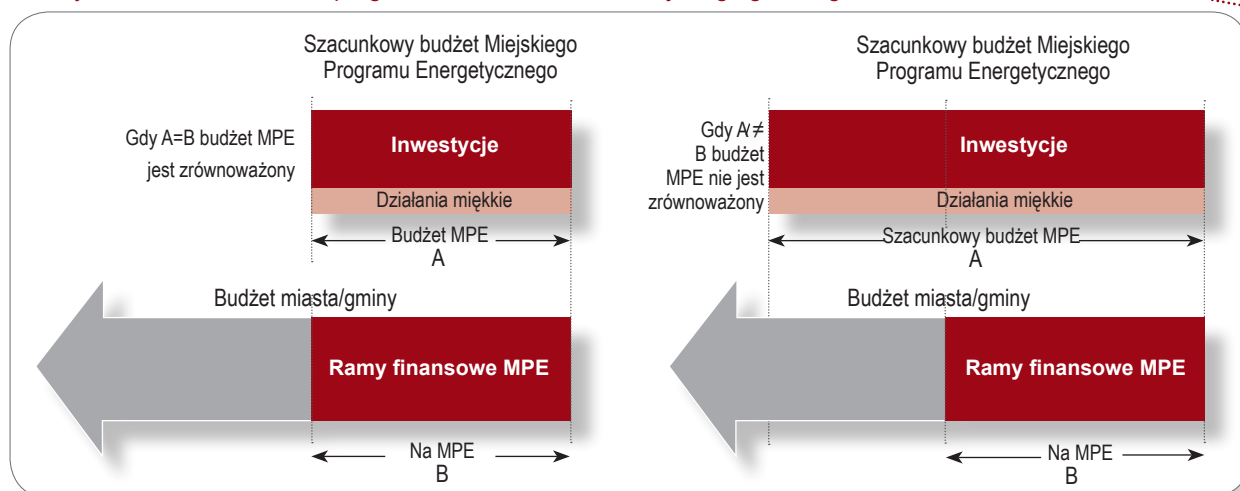 Szacunkowy budżet Miejskiego
Programu Energetycznego
Gdy A=B budżet MPE
jest zrównoważony
Inwestycje
Działania miękkie
Budżet MPE
A
Budżet miasta/gminy
Ramy finansowe MPE
Na MPE
B
Szacunkowy budżet Miejskiego
Programu Energetycznego
Gdy A ≠
B budżet
MPE nie jest
zrównoważony
Inwestycje
Działania miękkie
Szacunkowy budżet MPE
A
Budżet miasta/gminy
Ramy finansowe MPE
Na MPE
B